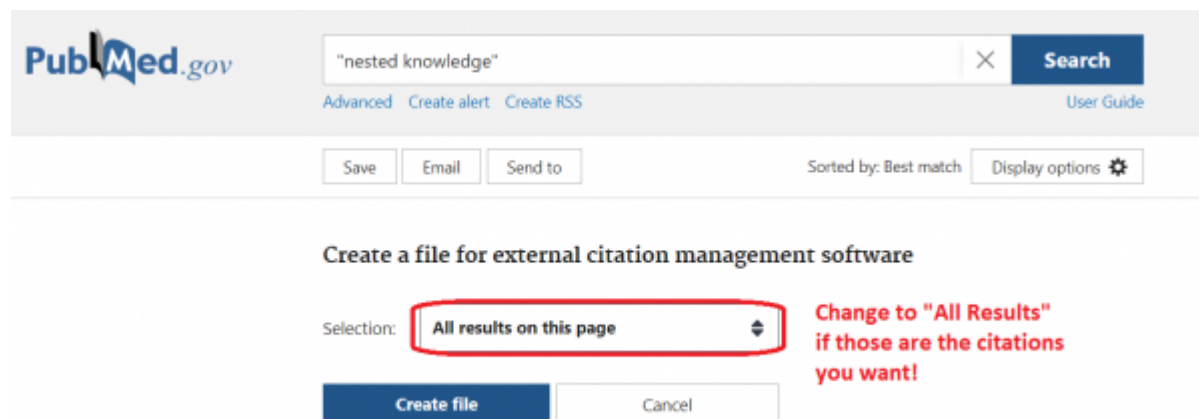 PubMed.gov
"nested knowledge"
Search
Advanced Create alert Create RSS
User Guide
Save Email Send to
Sorted by: Best match Display options
Create a file for external citation management software
Selection: All results on this page
Change to "All Results"
if those are the citations
you want!
Create file Cancel